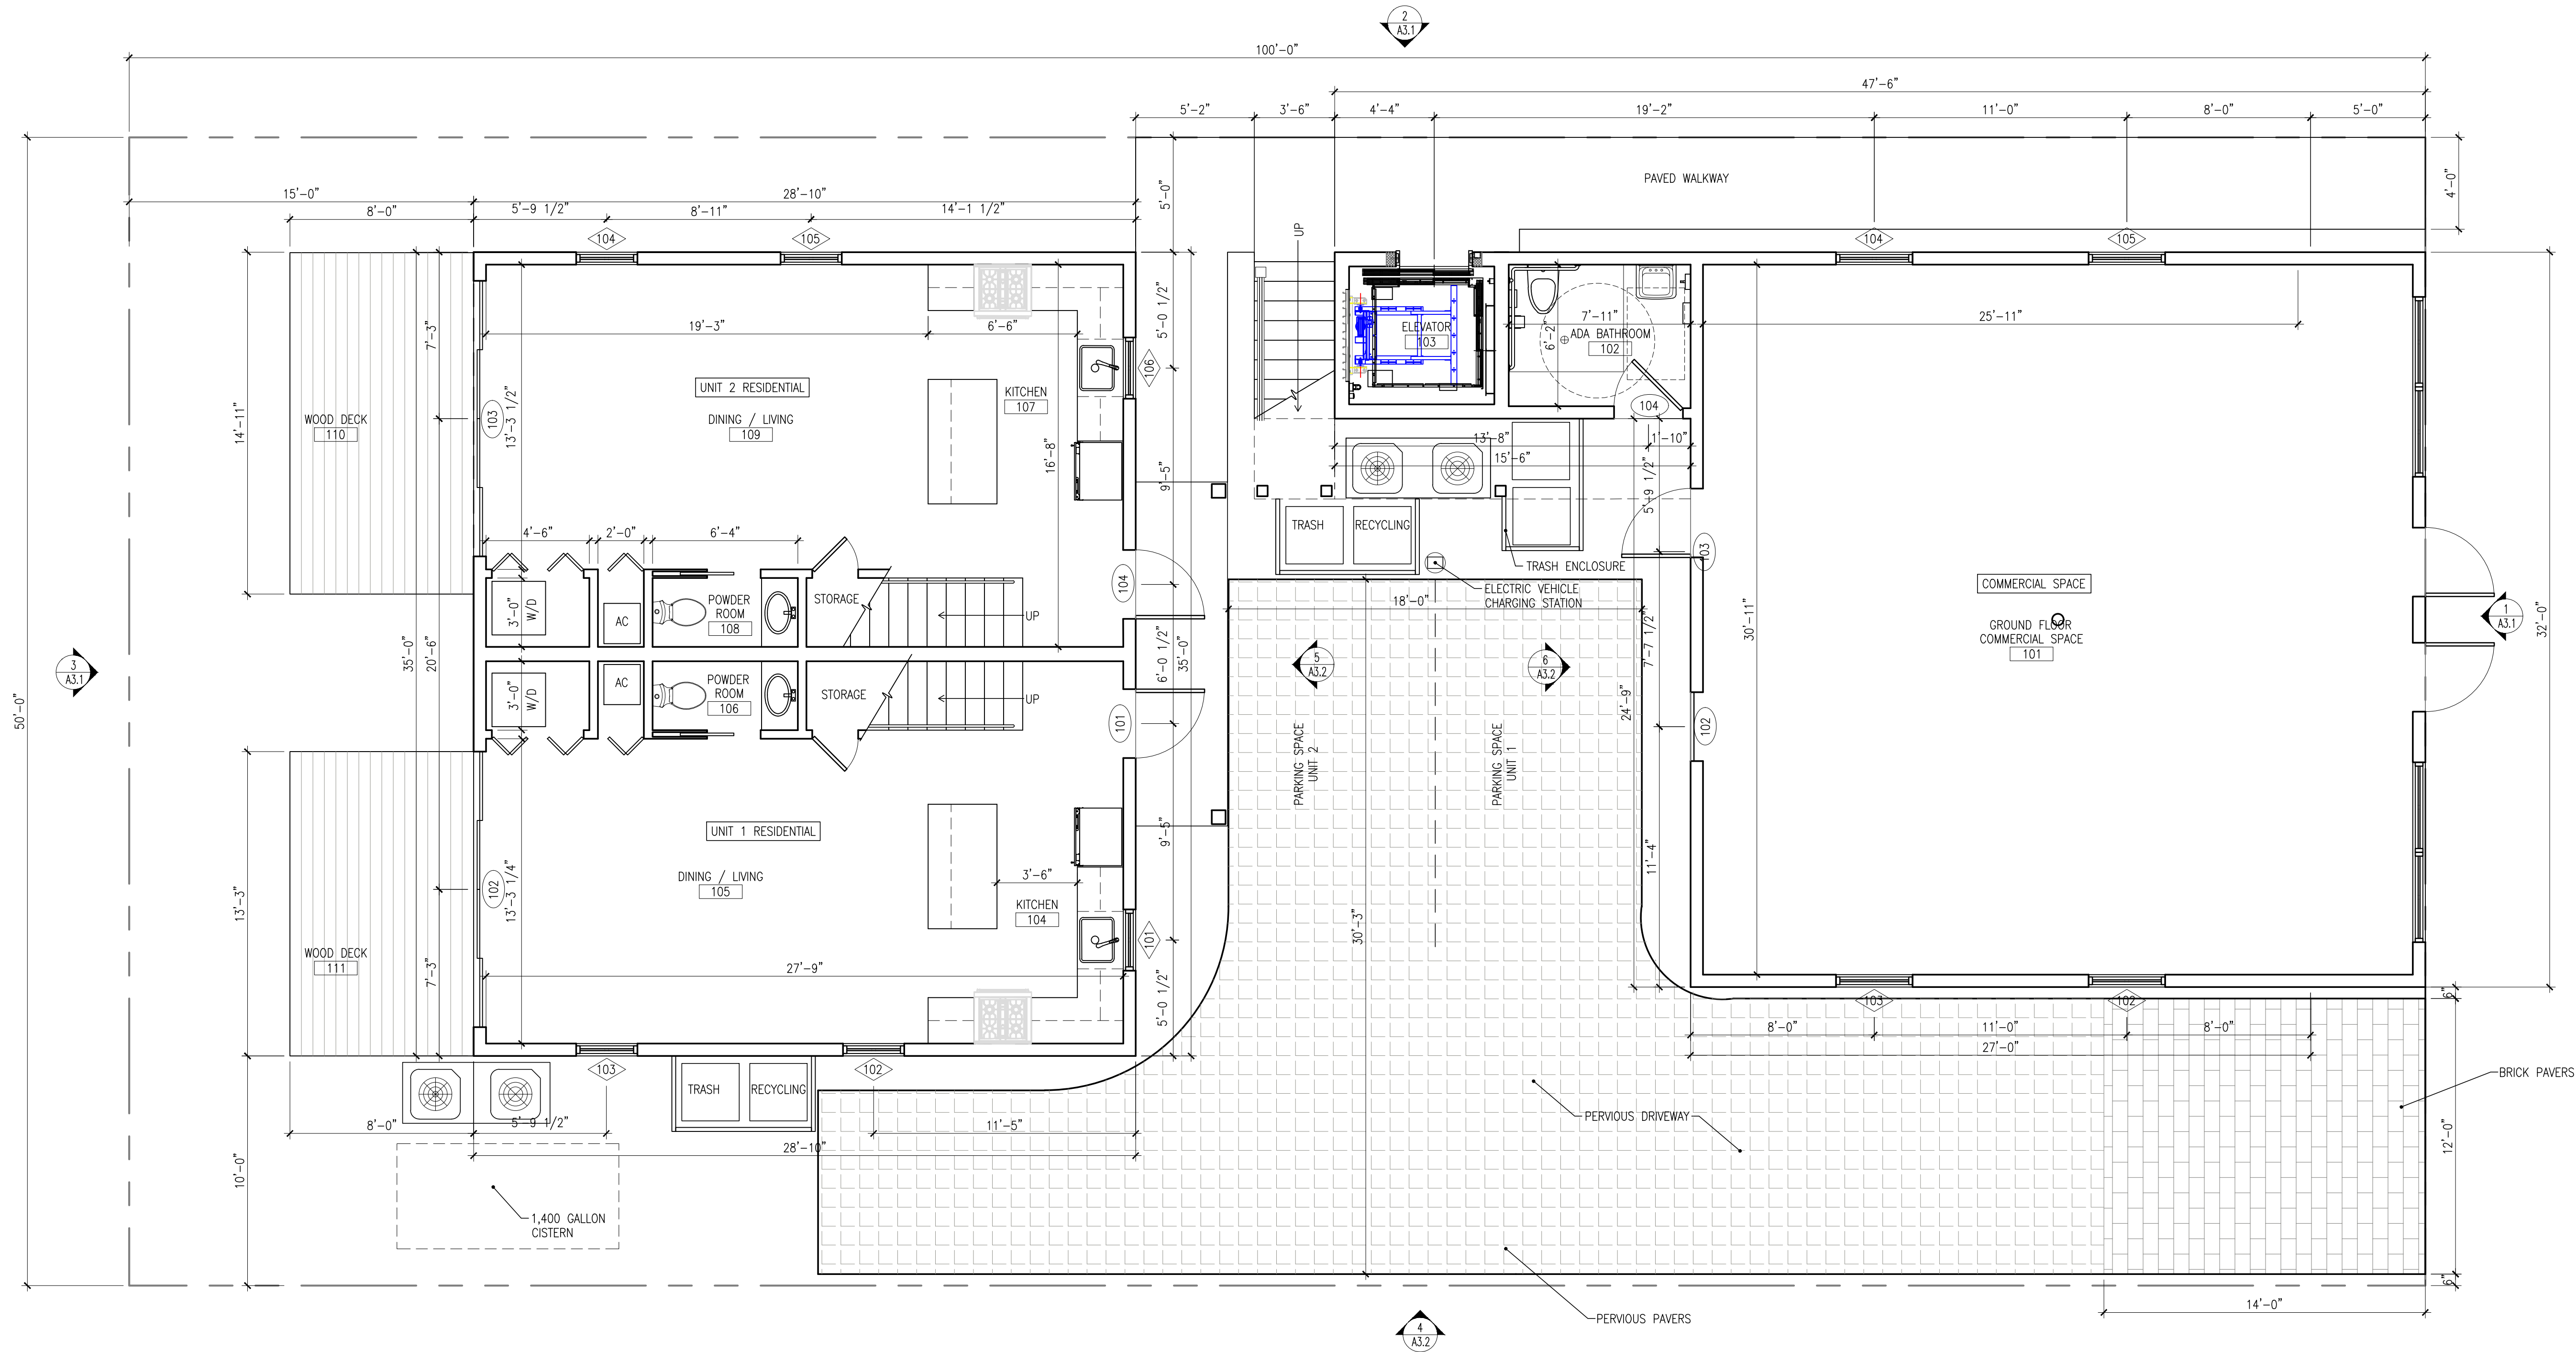 2
A3.1
100'-0"
47'-6"
5'-2"
3'-6"
4'-4"
19'-2"
11'-0"
8'-0"
5'-0"
PAVED WALKWAY
4'-0"
15'-0"
28'-10"
5'-0"
8'-0"
5'-9 1/2"
8'-11"
14'-1 1/2"
UP
104
105
104
105
7'-3"
19'-3"
6'-6"
5'-0 1/2"
ELEVATOR
103
7'-11"
6'-2"
ADA BATHROOM
102
25'-11"
106
UNIT 2 RESIDENTIAL
KITCHEN
107
14'-11"
WOOD DECK
110
103
13'-3 1/2"
DINING / LIVING
109
16'-8"
9'-5"
104
13'-8"
1'-10"
15'-6"
5'-9 1/2"
4'-6"
2'-0"
6'-4"
TRASH
RECYCLING
TRASH ENCLOSURE
103
ELECTRIC VEHICLE
CHARGING STATION
COMMERCIAL SPACE
3'-0"
W/D
AC
POWDER
ROOM
108
STORAGE
UP
104
18'-0"
7'-7 1/2"
30'-11"
GROUND FLOOR
COMMERCIAL SPACE
101
1
A3.1
32'-0"
3
A3.1
50'-0"
35'-0"
20'-6"
6'-0 1/2"
35'-0"
5
A3.2
6
A3.2
3'-0"
W/D
AC
POWDER
ROOM
106
STORAGE
UP
101
24'-9"
102
PARKING SPACE
UNIT 2
PARKING SPACE
UNIT 1
UNIT 1 RESIDENTIAL
9'-5"
11'-4"
13'-3"
102
13'-3 1/4"
DINING / LIVING
105
3'-6"
KITCHEN
104
101
30'-3"
WOOD DECK
111
7'-3"
27'-9"
5'-0 1/2"
103
102
6"
8'-0"
11'-0"
8'-0"
27'-0"
103
102
TRASH
RECYCLING
BRICK PAVERS
PERVIOUS DRIVEWAY
8'-0"
5'-9 1/2"
11'-5"
28'-10"
10'-0"
12'-0"
1,400 GALLON
CISTERN
6"
14'-0"
PERVIOUS PAVERS
4
A3.2